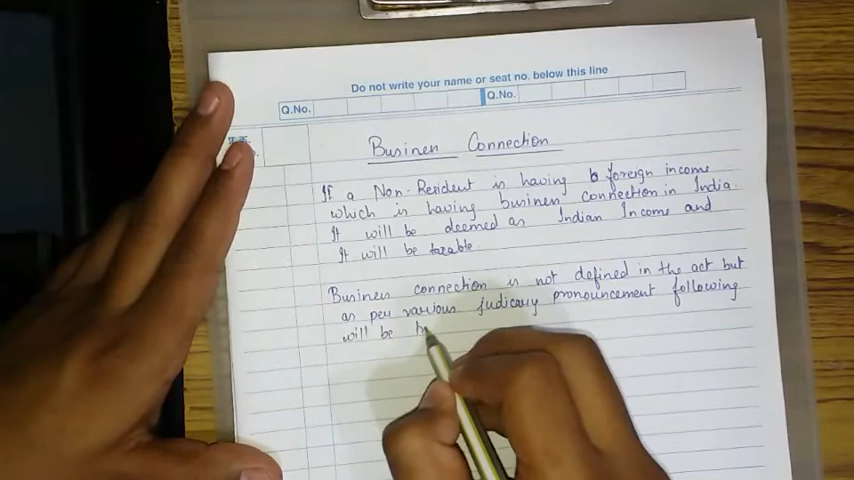 Do not write your name or seat no. below this line
Q.No. Q.No.
Business Connection
If a Non-Resident is having foreign income
which is having business connection in India.
It will be deemed as Indian Income and
It will be taxable.
Business connection is not defined in the act but
as per various judicary pronouncement following
will be